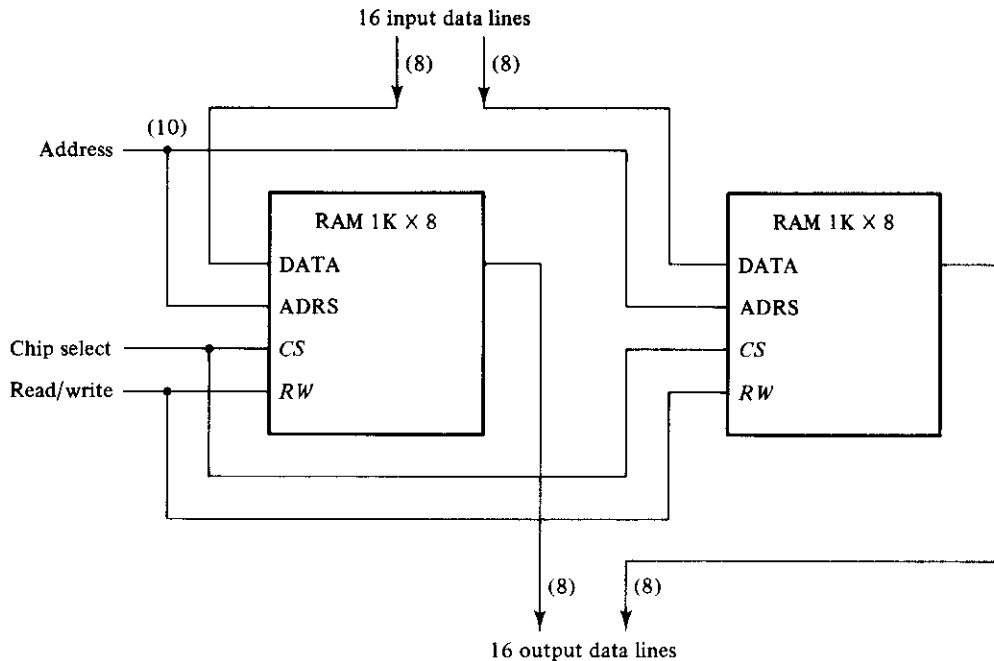 16 input data lines
(8)
(8)
(10)
Address
RAM 1K × 8
DATA
ADRS
CS
RW
RAM 1K × 8
DATA
ADRS
CS
RW
Chip select
Read/write
(8)
(8)
16 output data lines